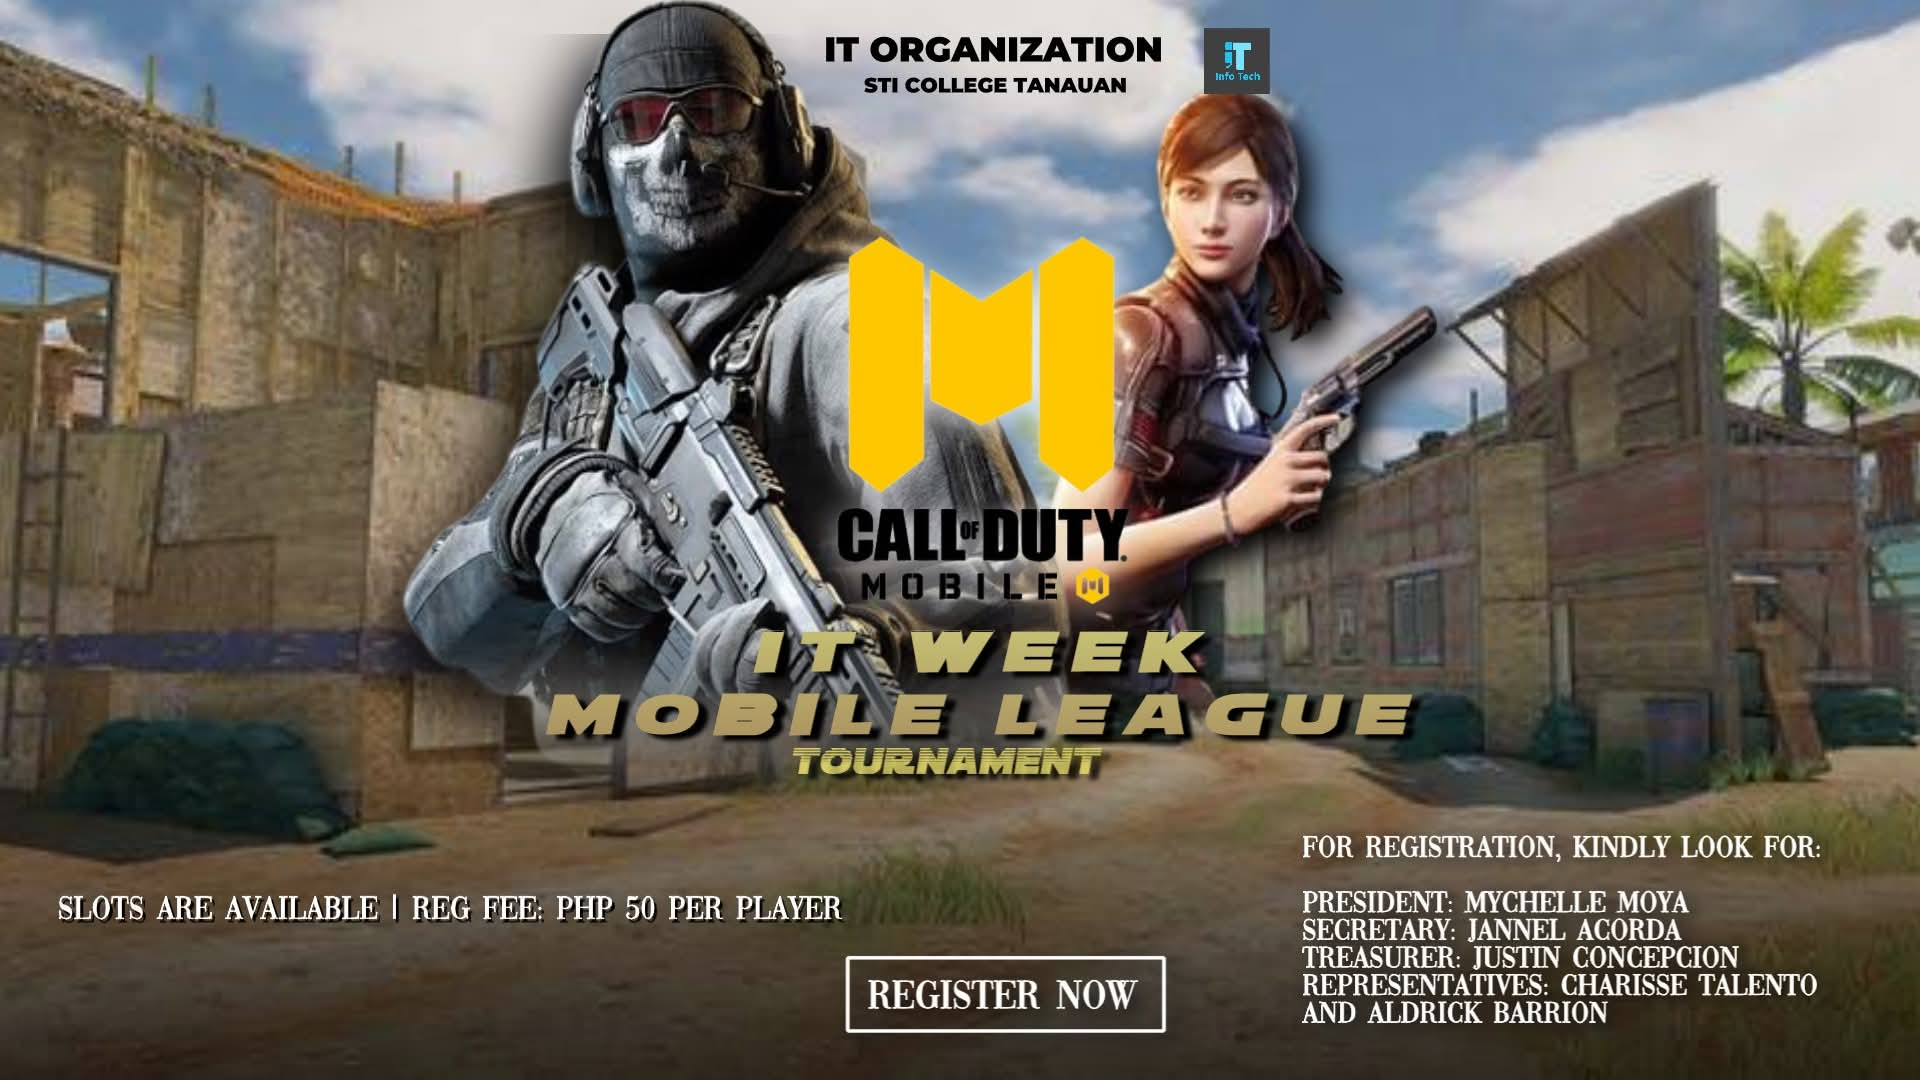 IT ORGANIZATION
STI COLLEGE TANAUAN
iT
Info Tech
CALL OF DUTY
MOBILE
IT WEEK
MOBILE LEAGUE
TOURNAMENT
SLOTS ARE AVAILABLE | REG FEE: PHP 50 PER PLAYER
REGISTER NOW
FOR REGISTRATION, KINDLY LOOK FOR:
PRESIDENT: MYCHELLE MOYA
SECRETARY: JANNEL ACORDA
TREASURER: JUSTIN CONCEPCION
REPRESENTATIVES: CHARISSE TALENTO
AND ALDRICK BARRION